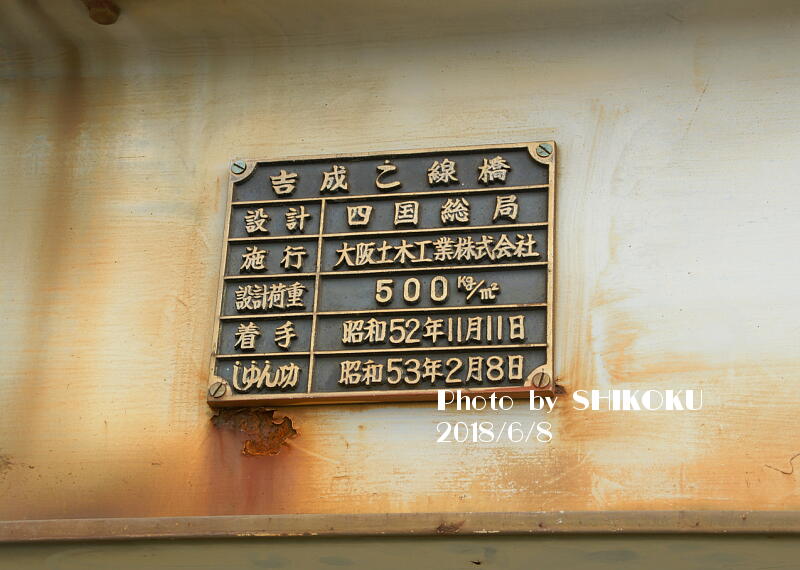 吉成こ線橋
設計 四国総局
施行 大阪土木工業株式会社
設計荷重 500 Kg/m²
着手 昭和52年11月11日
しゆん功 昭和53年2月8日
Photo by SHIKOKU
2018/6/8